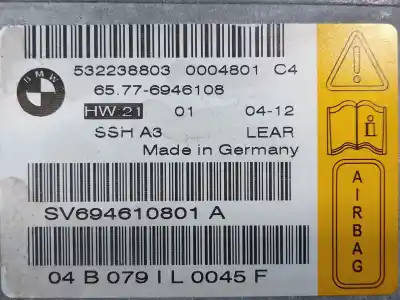 BMW
532238803 0004801 C4
65.77-6946108
HW:21 01 04-12
SSH A3 LEAR
Made in Germany
SV694610801 A
04 B 079 I L 0045 F
i
AIRBAG